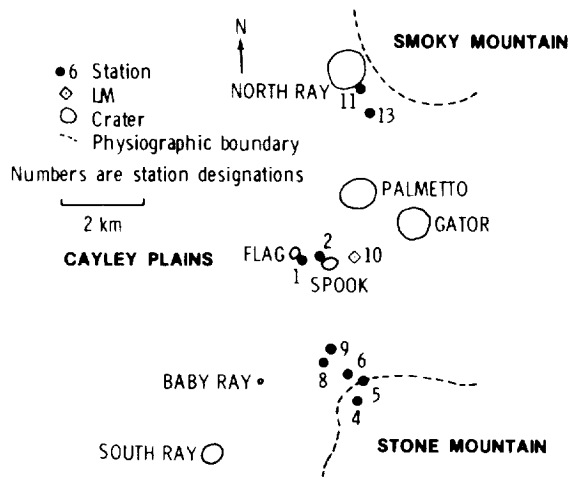 N
SMOKY MOUNTAIN
6 Station
LM
Crater
Physiographic boundary
Numbers are station designations
2 km
NORTH RAY
11
13
PALMETTO
GATOR
CAYLEY PLAINS
FLAG
2
10
1
SPOOK
9
6
8
5
4
BABY RAY
SOUTH RAY
STONE MOUNTAIN